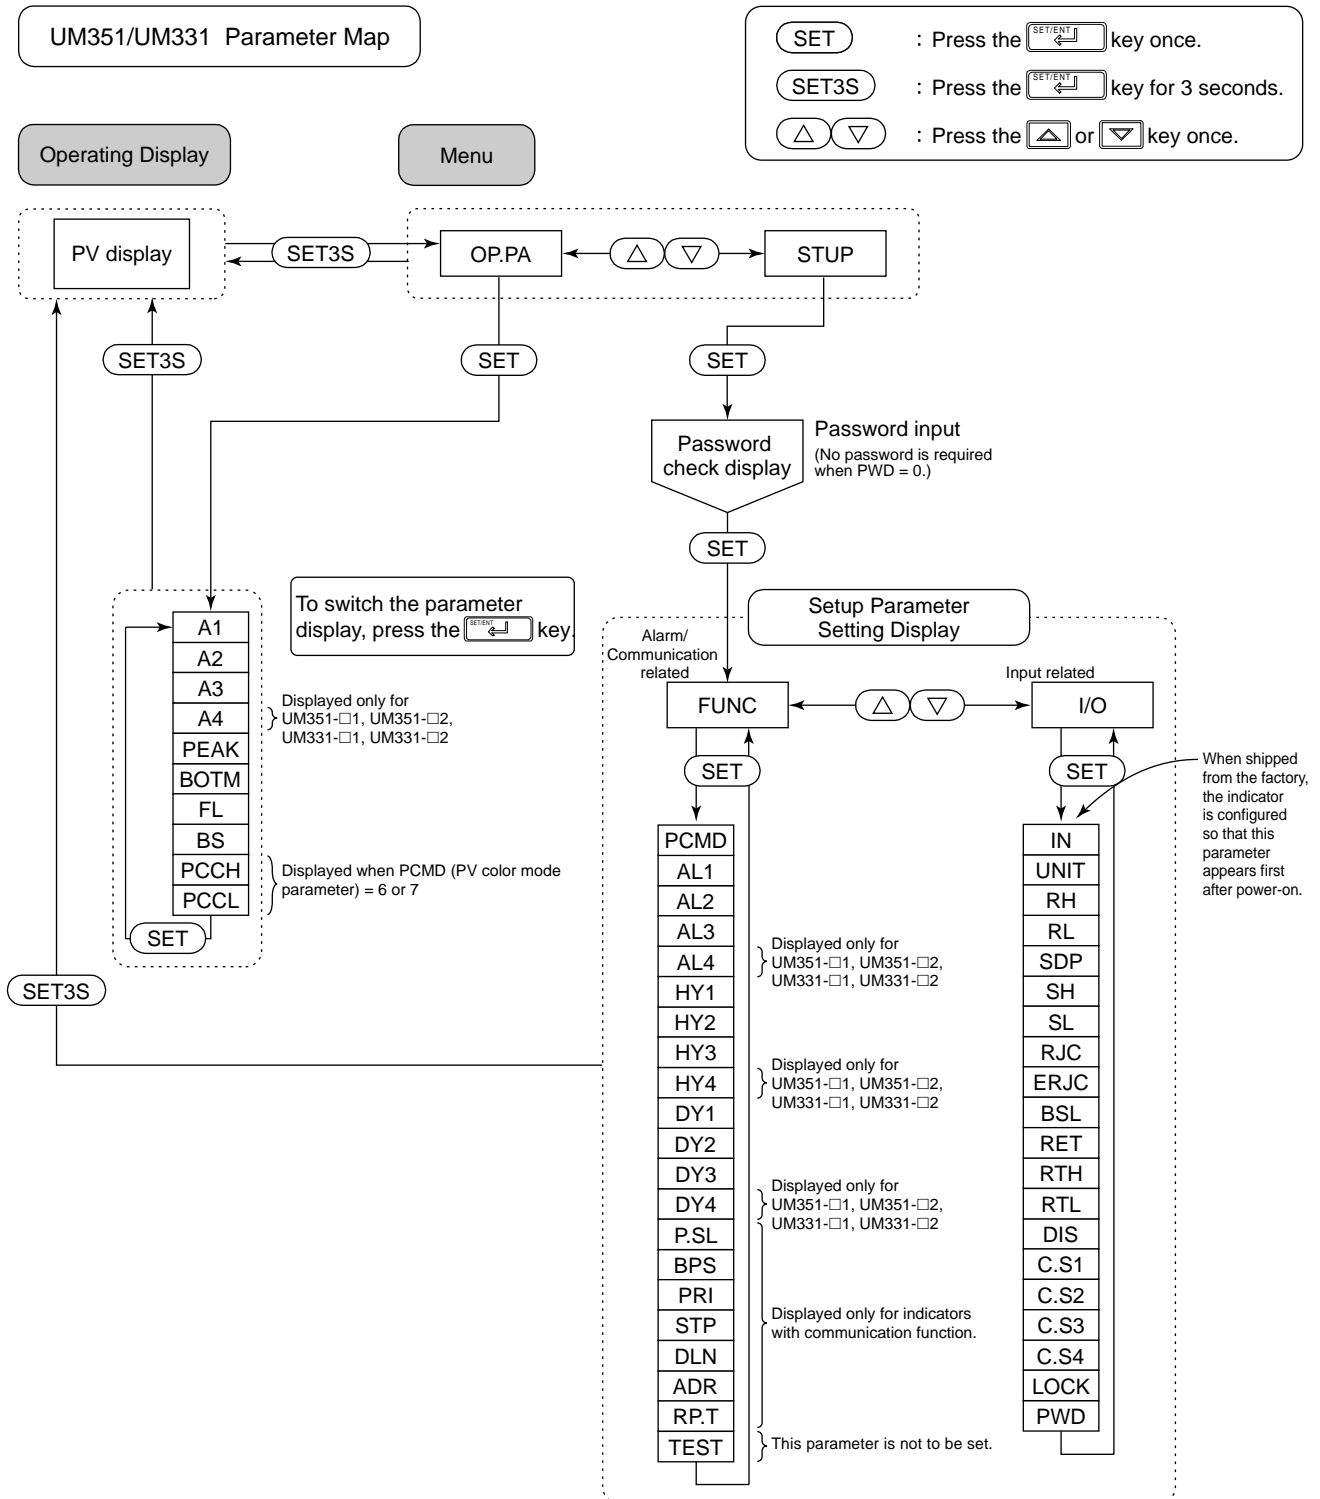 UM351/UM331 Parameter Map
SET : Press the SET/ENT key once.
SET3S : Press the SET/ENT key for 3 seconds.
: Press the or key once.
Operating Display
Menu
PV display
SET3S
OP.PA
STUP
SET3S
SET
SET
Password
check display
Password input
(No password is required
when PWD = 0.)
SET
To switch the parameter
display, press the SET/ENT key.
A1
A2
A3
A4
PEAK
BOTM
FL
BS
PCCH
PCCL
SET
Displayed only for
UM351-□1, UM351-□2,
UM331-□1, UM331-□2
Displayed when PCMD (PV color mode
parameter) = 6 or 7
SET3S
Setup Parameter
Setting Display
Alarm/
Communication
related
FUNC
Input related
I/O
SET
SET
When shipped
from the factory,
the indicator
is configured
so that this
parameter
appears first
after power-on.
PCMD
AL1
AL2
AL3
AL4
HY1
HY2
HY3
HY4
DY1
DY2
DY3
DY4
P.SL
BPS
PRI
STP
DLN
ADR
RP.T
TEST
Displayed only for
UM351-□1, UM351-□2,
UM331-□1, UM331-□2
Displayed only for
UM351-□1, UM351-□2,
UM331-□1, UM331-□2
Displayed only for
UM351-□1, UM351-□2,
UM331-□1, UM331-□2
Displayed only for indicators
with communication function.
This parameter is not to be set.
IN
UNIT
RH
RL
SDP
SH
SL
RJC
ERJC
BSL
RET
RTH
RTL
DIS
C.S1
C.S2
C.S3
C.S4
LOCK
PWD